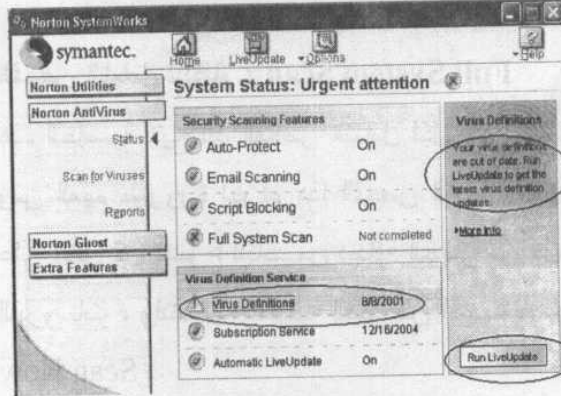 Norton SystemWorks
symantec.
Home
LiveUpdate
Options
Help
Norton Utilities
Norton AntiVirus
Status
Scan for Viruses
Reports
Norton Ghost
Extra Features
System Status: Urgent attention
Security Scanning Features
Auto-Protect On
Email Scanning On
Script Blocking On
Full System Scan Not completed
Virus Definition Service
Virus Definitions 8/8/2001
Subscription Service 12/16/2004
Automatic LiveUpdate On
Virus Definitions
Your virus definitions
are out of date. Run
LiveUpdate to get the
latest virus definition
updates.
More Info
Run LiveUpdate